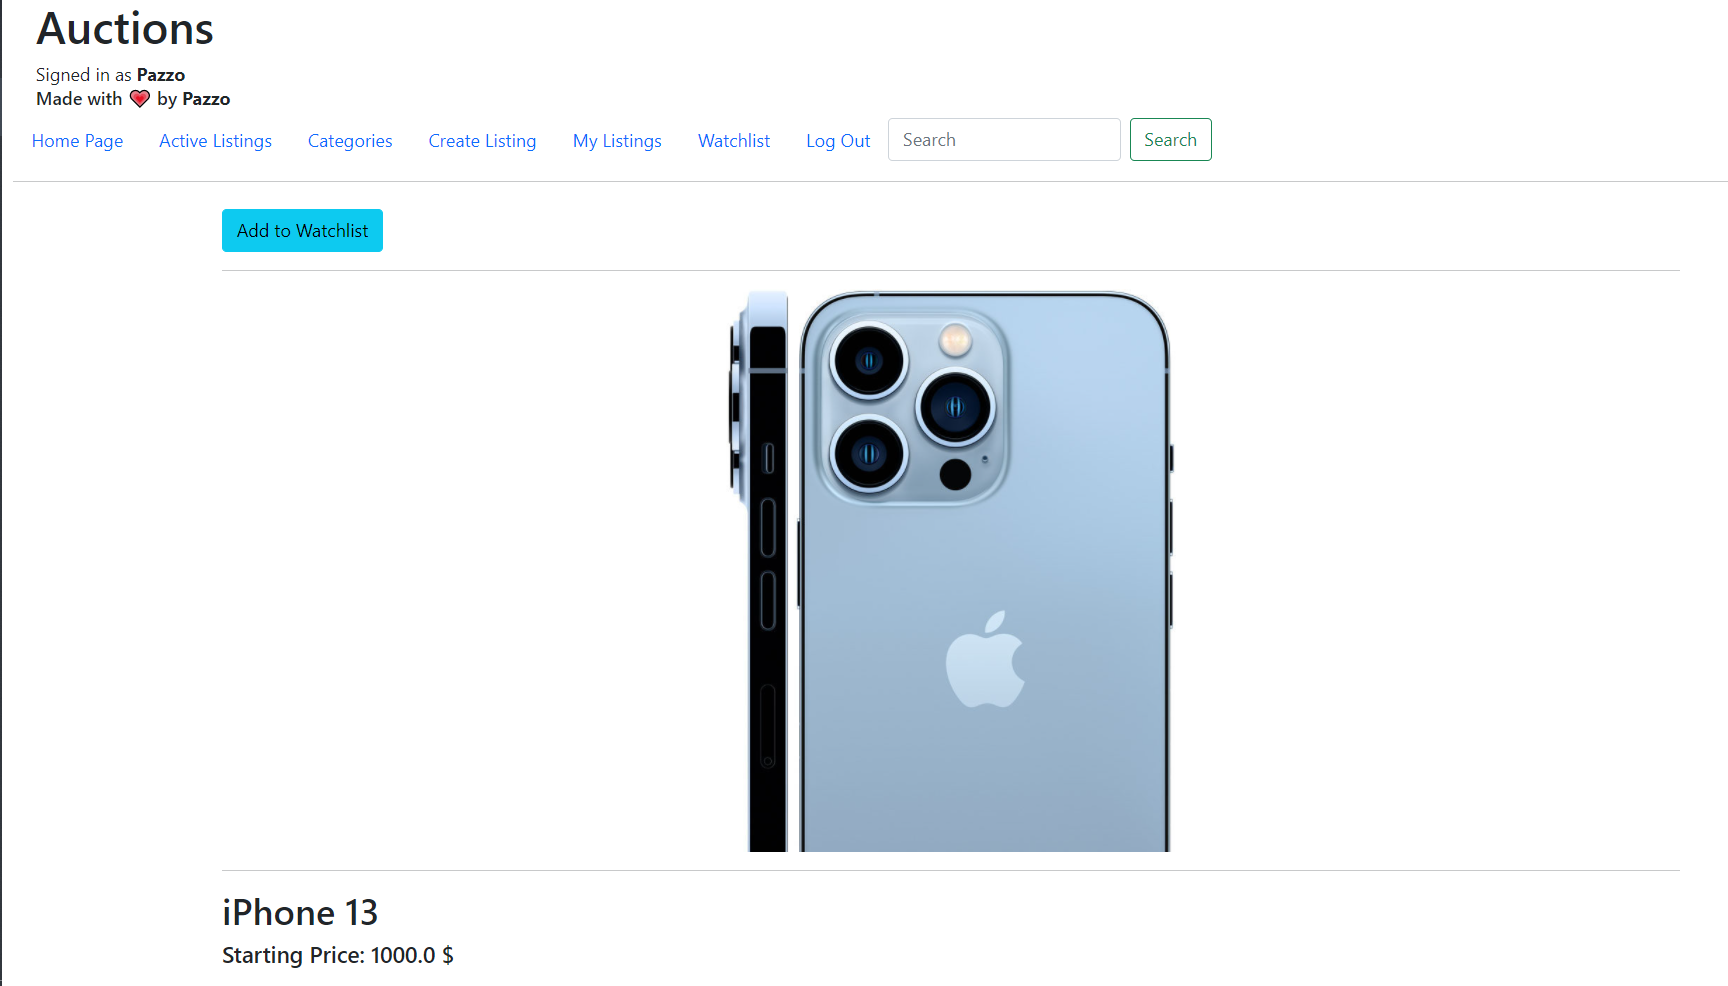 Auctions
Signed in as Pazzo
Made with 💗 by Pazzo
Home Page Active Listings Categories Create Listing My Listings Watchlist Log Out Search Search
Add to Watchlist
iPhone 13
Starting Price: 1000.0 $